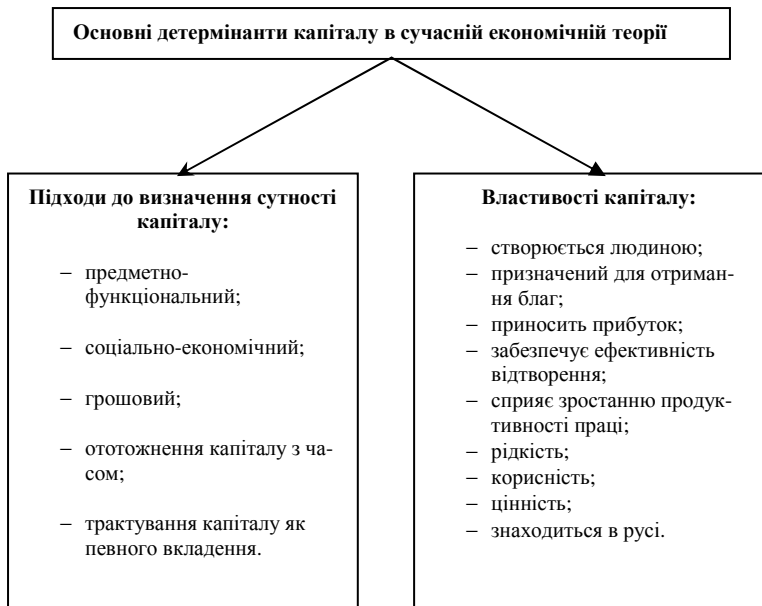 Основні детермінанти капіталу в сучасній економічній теорії
Підходи до визначення сутності
капіталу:
– предметно-
функціональний;
– соціально-економічний;
– грошовий;
– ототожнення капіталу з ча-
сом;
– трактування капіталу як
певного вкладення.
Властивості капіталу:
– створюється людиною;
– призначений для отриман-
ня благ;
– приносить прибуток;
– забезпечує ефективність
відтворення;
– сприяє зростанню продук-
тивності праці;
– рідкість;
– корисність;
– цінність;
– знаходиться в русі.